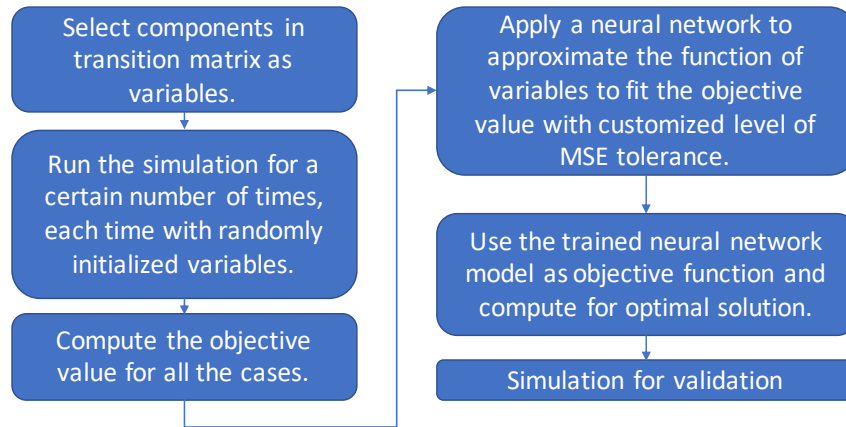 Select components in
transition matrix as
variables.
Run the simulation for a
certain number of times,
each time with randomly
initialized variables.
Compute the objective
value for all the cases.
Apply a neural network to
approximate the function of
variables to fit the objective
value with customized level of
MSE tolerance.
Use the trained neural network
model as objective function and
compute for optimal solution.
Simulation for validation